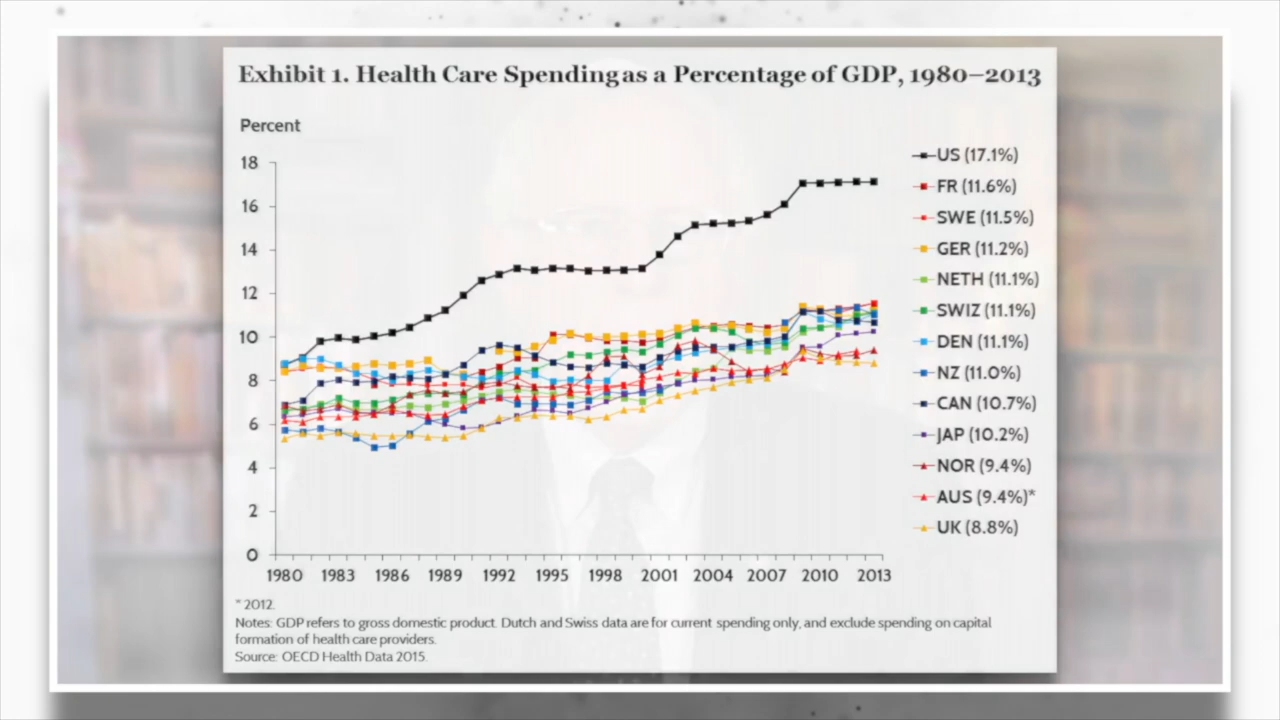 Exhibit 1. Health Care Spending as a Percentage of GDP, 1980–2013
Percent
18
16
14
12
10
8
6
4
2
0
1980 1983 1986 1989 1992 1995 1998 2001 2004 2007 2010 2013
US (17.1%)
FR (11.6%)
SWE (11.5%)
GER (11.2%)
NETH (11.1%)
SWIZ (11.1%)
DEN (11.1%)
NZ (11.0%)
CAN (10.7%)
JAP (10.2%)
NOR (9.4%)
AUS (9.4%)*
UK (8.8%)
* 2012.
Notes: GDP refers to gross domestic product. Dutch and Swiss data are for current spending only, and exclude spending on capital
formation of health care providers.
Source: OECD Health Data 2015.